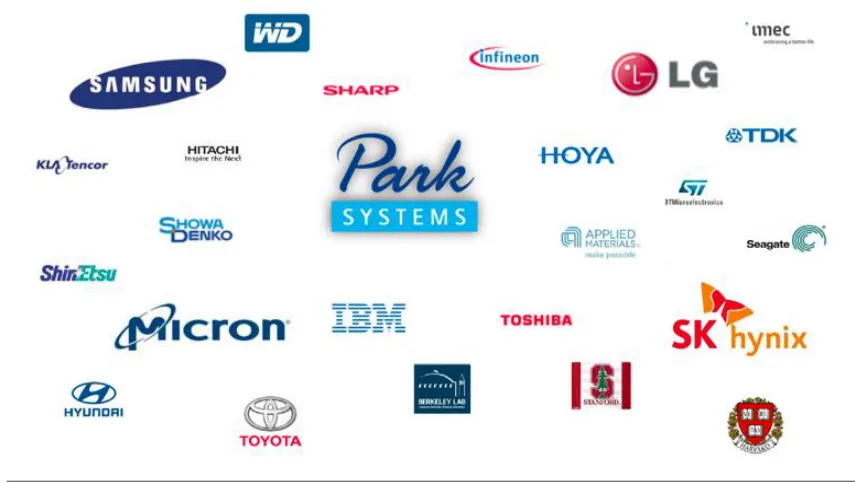 WD
imec
embracing a better life
infineon
SAMSUNG
SHARP
LG
TDK
HITACHI
Inspire the Next
KLA Tencor
Park
SYSTEMS
HOYA
ST
STMicroelectronics
SHOWA
DENKO
APPLIED
MATERIALS
make possible
Seagate
ShinEtsu
MICRON
IBM
TOSHIBA
SK hynix
HYUNDAI
TOYOTA
BERKELEY LAB
S
STANFORD
HARVARD